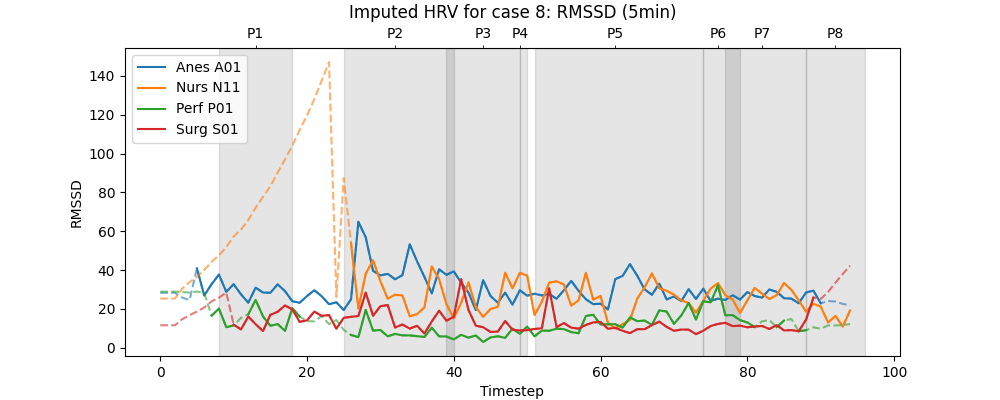 Imputed HRV for case 8: RMSSD (5min)
P1 P2 P3 P4 P5 P6 P7 P8
Anes A01
Nurs N11
Perf P01
Surg S01
140
120
100
80
60
40
20
0
RMSSD
0 20 40 60 80 100
Timestep